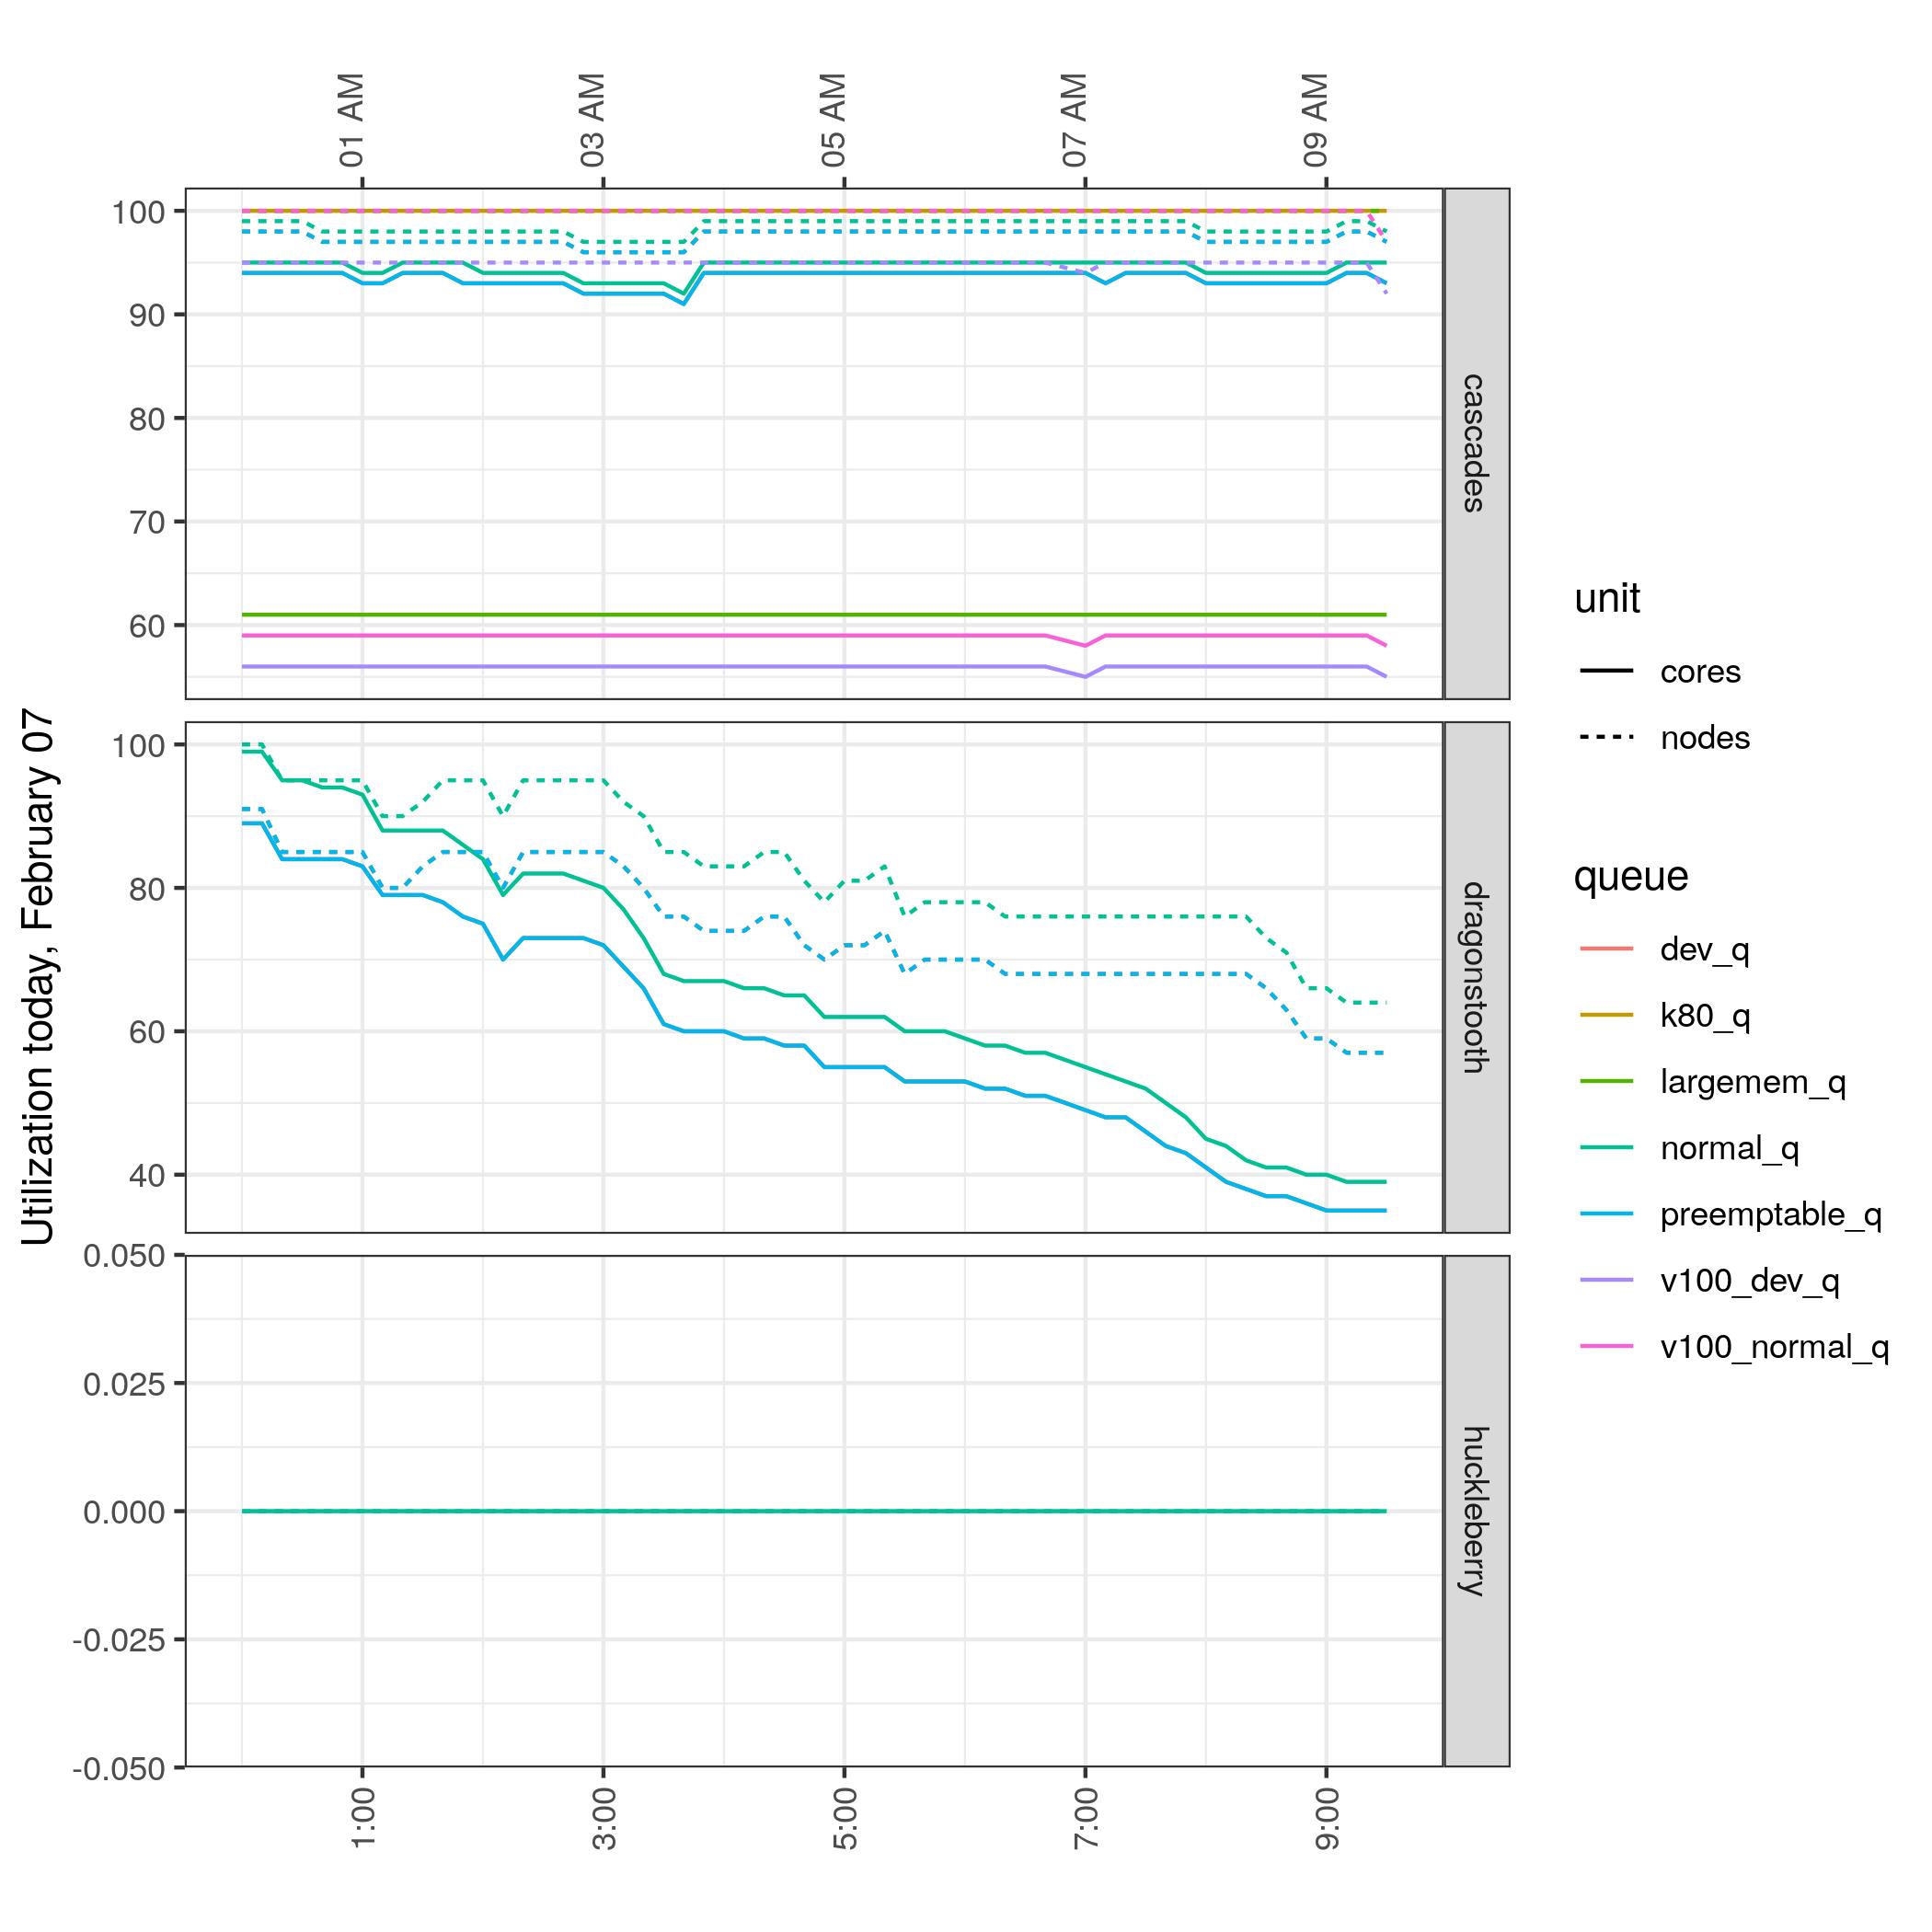 01 AM
03 AM
05 AM
07 AM
09 AM
Utilization today, February 07
100
90
80
70
60
cascades
100
80
60
40
dragonstooth
0.050
0.025
0.000
-0.025
-0.050
huckleberry
1:00
3:00
5:00
7:00
9:00
unit
cores
nodes
queue
dev_q
k80_q
largemem_q
normal_q
preemptable_q
v100_dev_q
v100_normal_q